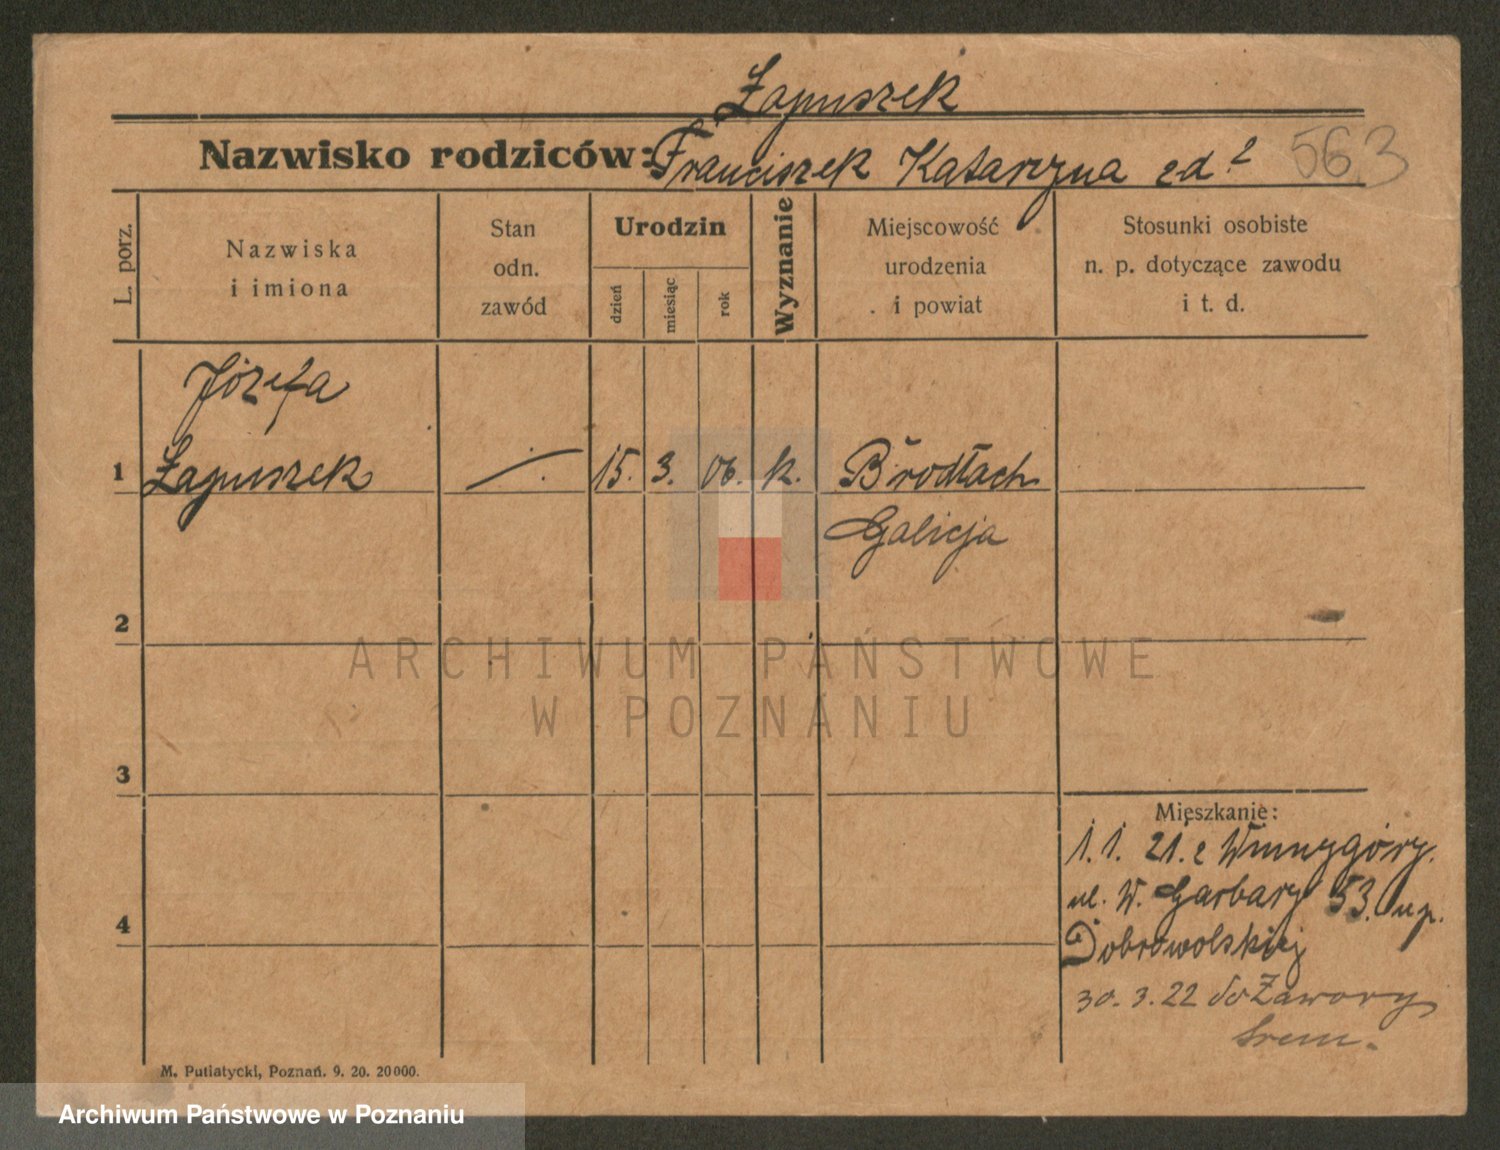 Łapuszek
Nazwisko rodziców: Franciszek Katarzyna zd ?
563
L. porz.
Nazwiska
i imiona
Stan
odn.
zawód
Urodzin
dzień
miesiąc
rok
Wyznanie
Miejscowość
urodzenia
i powiat
Stosunki osobiste
n. p. dotyczące zawodu
i t. d.
Józefa
1 Łapuszek 15. 3. 06. k. Brodłach
Galicja
2
ARCHIWUM PAŃSTWOWE
W POZNANIU
3
Mieszkanie:
1. 1. 21. z Winnygóry.
4
ul. W. Garbary 53. u p.
Dobrowolskiej
30. 3. 22 do Zawory
Śrem.
M. Putiatycki, Poznań. 9. 20. 20000.
Archiwum Państwowe w Poznaniu